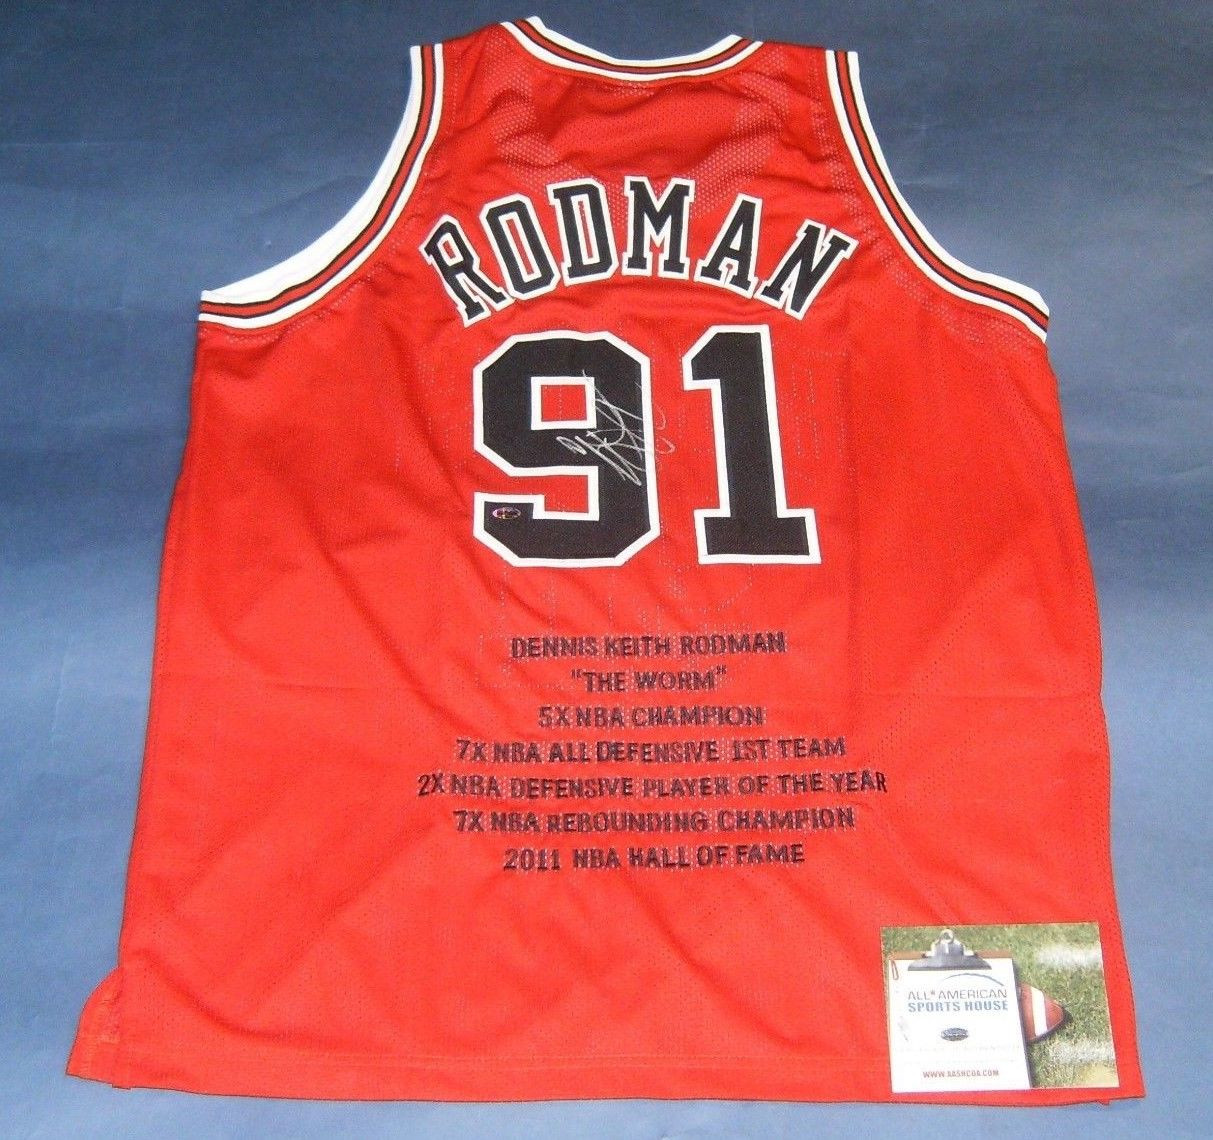 RODMAN
91
DENNIS KEITH RODMAN
"THE WORM"
5X NBA CHAMPION
7X NBA ALL DEFENSIVE 1ST TEAM
2X NBA DEFENSIVE PLAYER OF THE YEAR
7X NBA REBOUNDING CHAMPION
2011 NBA HALL OF FAME
ALL*AMERICAN
SPORTS HOUSE
WWW.AASHCOA.COM